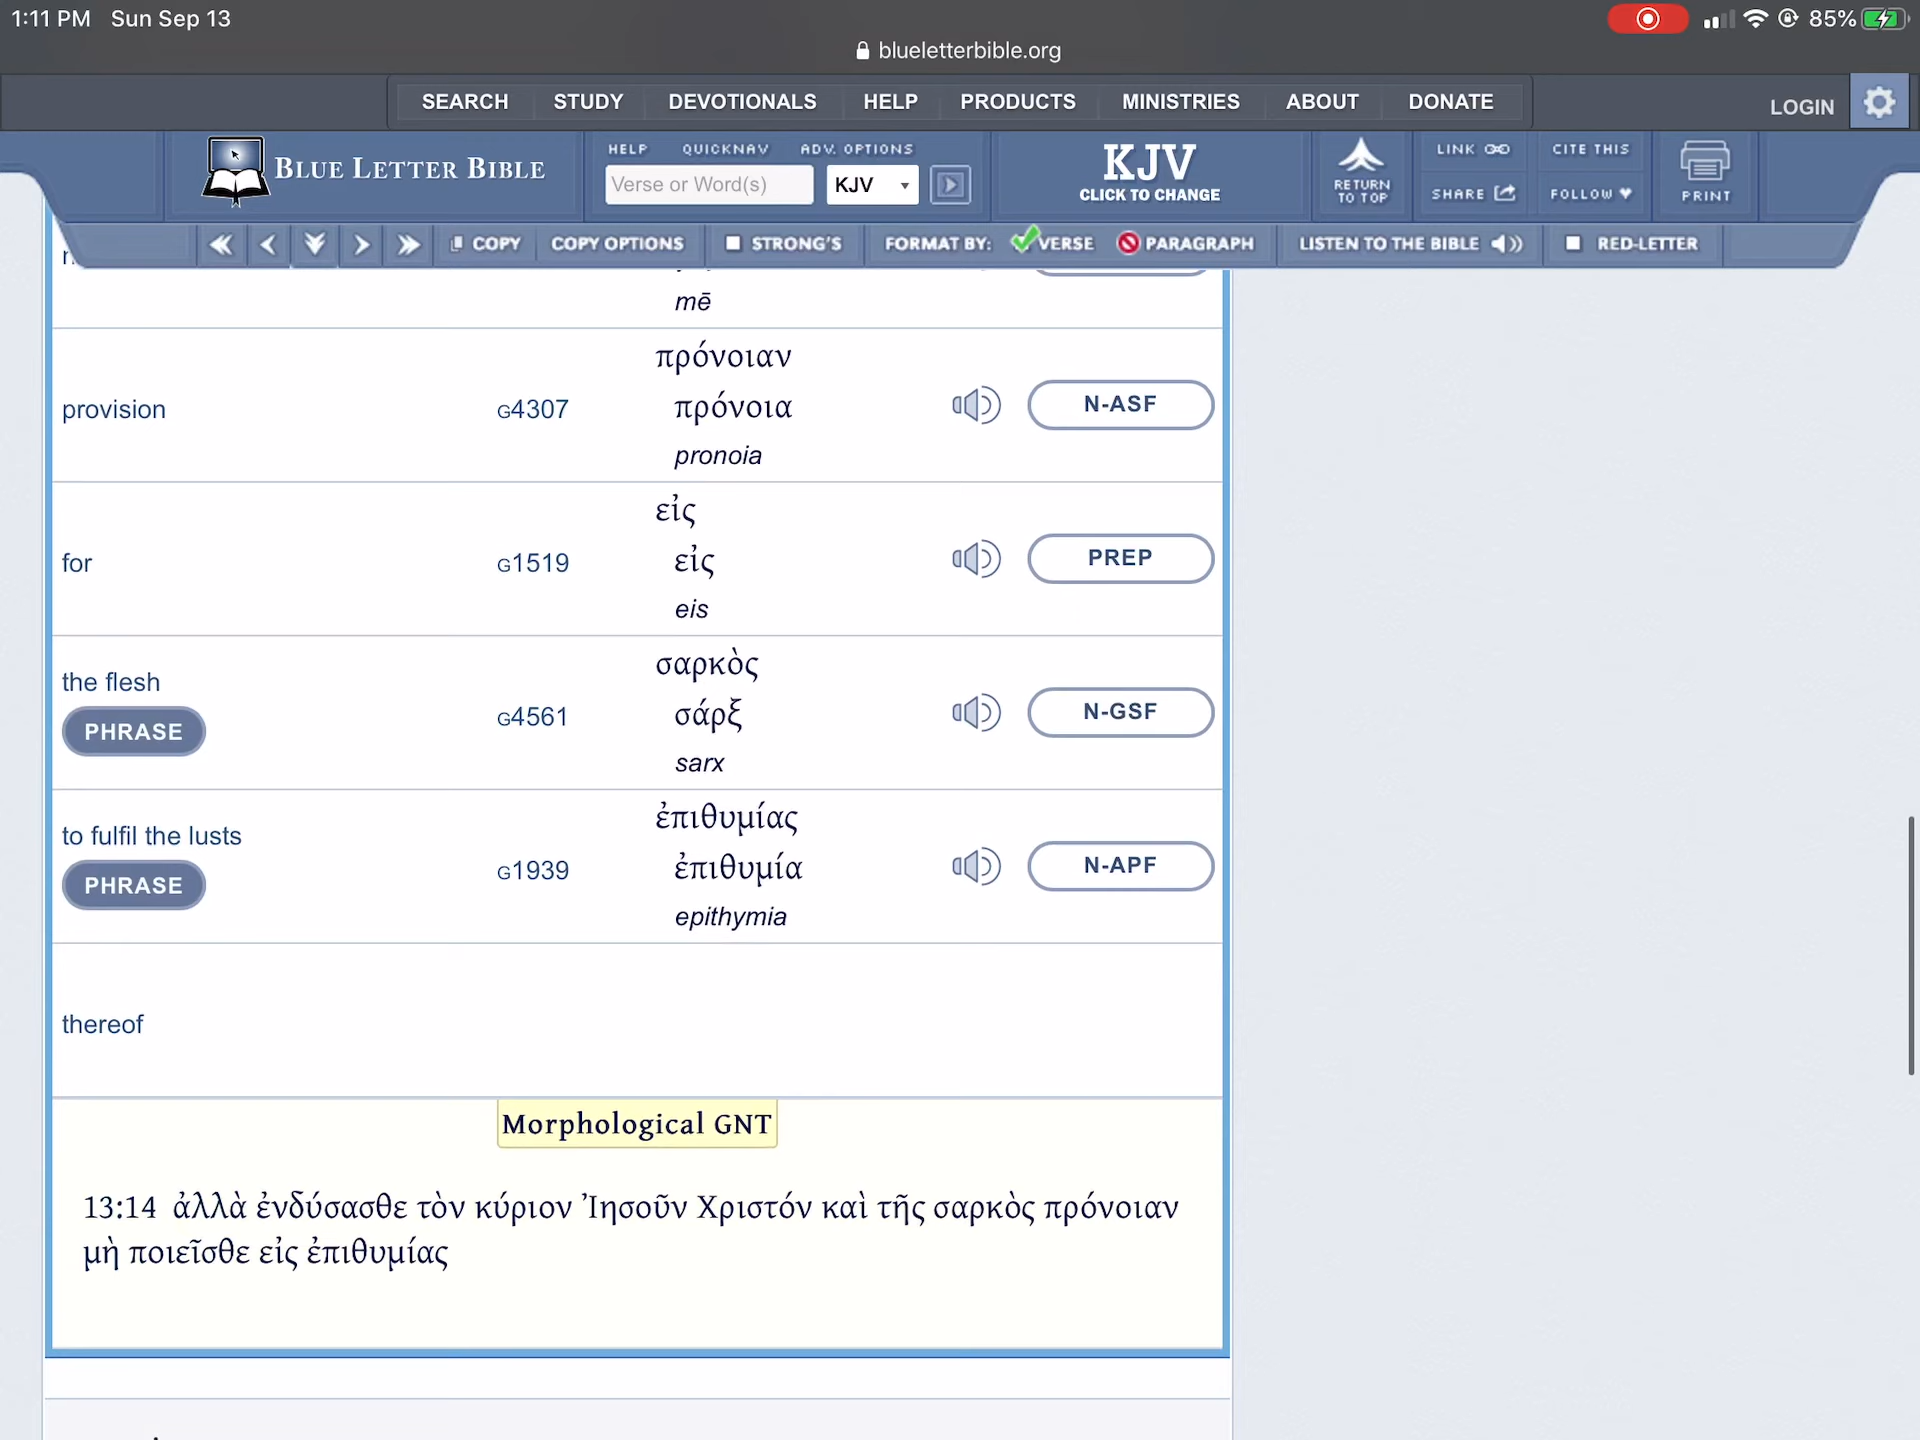 1:11 PM Sun Sep 13
85%
blueletterbible.org
SEARCH STUDY DEVOTIONALS HELP PRODUCTS MINISTRIES ABOUT DONATE
LOGIN
BLUE LETTER BIBLE
HELP QUICKNAV ADV. OPTIONS
Verse or Word(s)
KJV
KJV
CLICK TO CHANGE
RETURN
TO TOP
LINK
SHARE
CITE THIS
FOLLOW
PRINT
COPY COPY OPTIONS STRONG'S FORMAT BY: VERSE PARAGRAPH LISTEN TO THE BIBLE RED-LETTER
mē
πρόνοιαν
provision G4307 πρόνοια N-ASF
pronoia
εἰς
for G1519 εἰς PREP
eis
σαρκὸς
the flesh
PHRASE
G4561 σάρξ N-GSF
sarx
ἐπιθυμίας
to fulfil the lusts
PHRASE
G1939 ἐπιθυμία N-APF
epithymia
thereof
Morphological GNT
13:14 ἀλλὰ ἐνδύσασθε τὸν κύριον Ἰησοῦν Χριστόν καὶ τῆς σαρκὸς πρόνοιαν
μὴ ποιεῖσθε εἰς ἐπιθυμίας